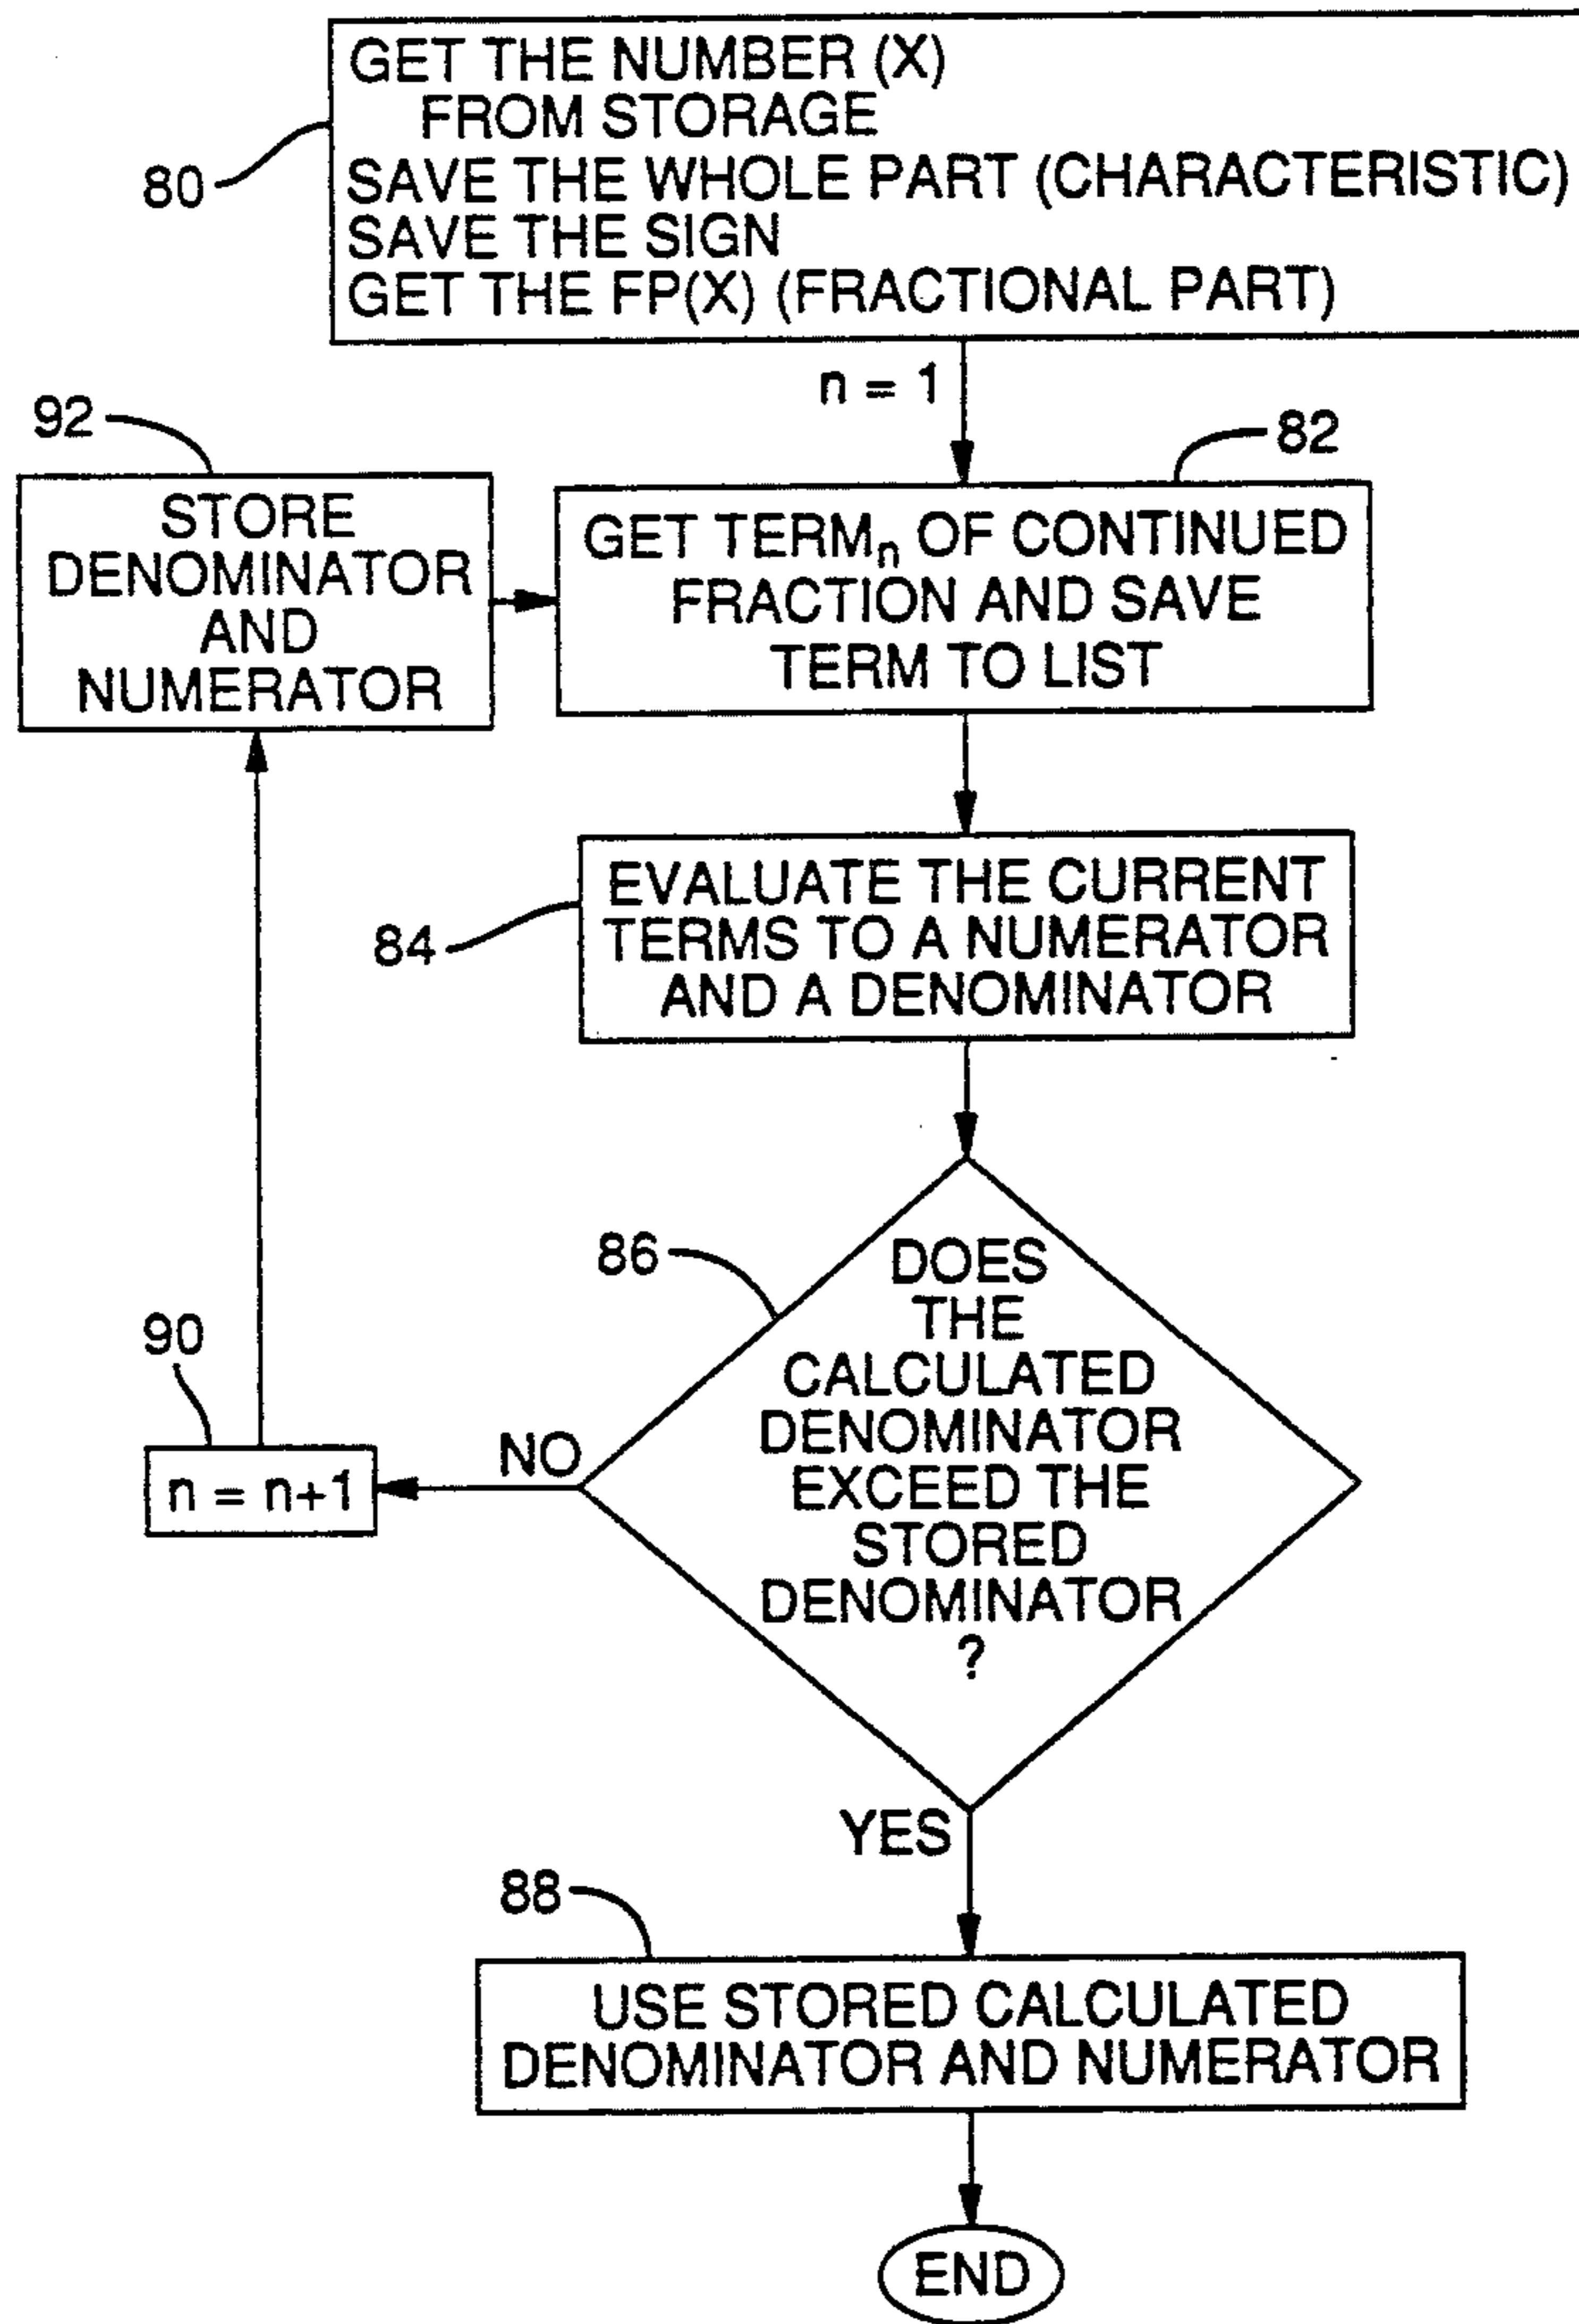 GET THE NUMBER (X)
FROM STORAGE
SAVE THE WHOLE PART (CHARACTERISTIC)
SAVE THE SIGN
GET THE FP(X) (FRACTIONAL PART)
80
n = 1
92
82
STORE
DENOMINATOR
AND
NUMERATOR
GET TERMn OF CONTINUED
FRACTION AND SAVE
TERM TO LIST
84
EVALUATE THE CURRENT
TERMS TO A NUMERATOR
AND A DENOMINATOR
86
DOES
THE
CALCULATED
DENOMINATOR
EXCEED THE
STORED
DENOMINATOR
?
90
NO
n = n+1
YES
88
USE STORED CALCULATED
DENOMINATOR AND NUMERATOR
END